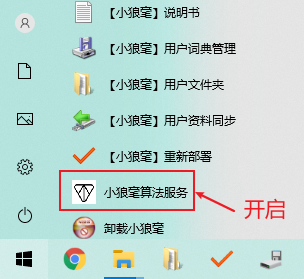 【小狼毫】说明书
【小狼毫】用户词典管理
【小狼毫】用户文件夹
【小狼毫】用户资料同步
【小狼毫】重新部署
小狼毫算法服务
开启
卸载小狼毫